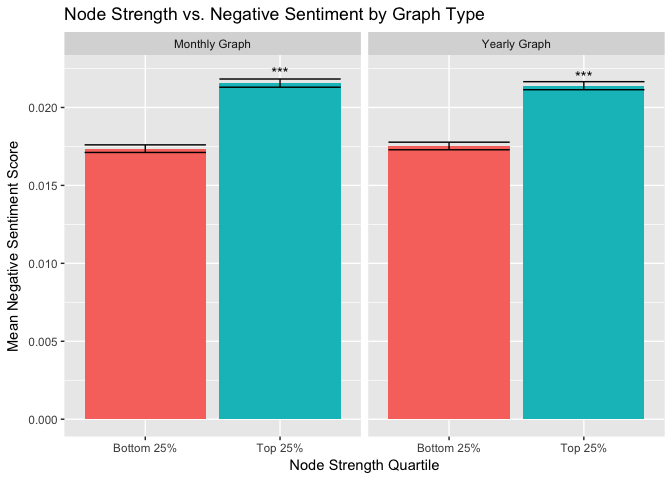 Node Strength vs. Negative Sentiment by Graph Type
Monthly Graph
Yearly Graph
***
***
0.020
0.015
0.010
0.005
0.000
Mean Negative Sentiment Score
Bottom 25%
Top 25%
Bottom 25%
Top 25%
Node Strength Quartile